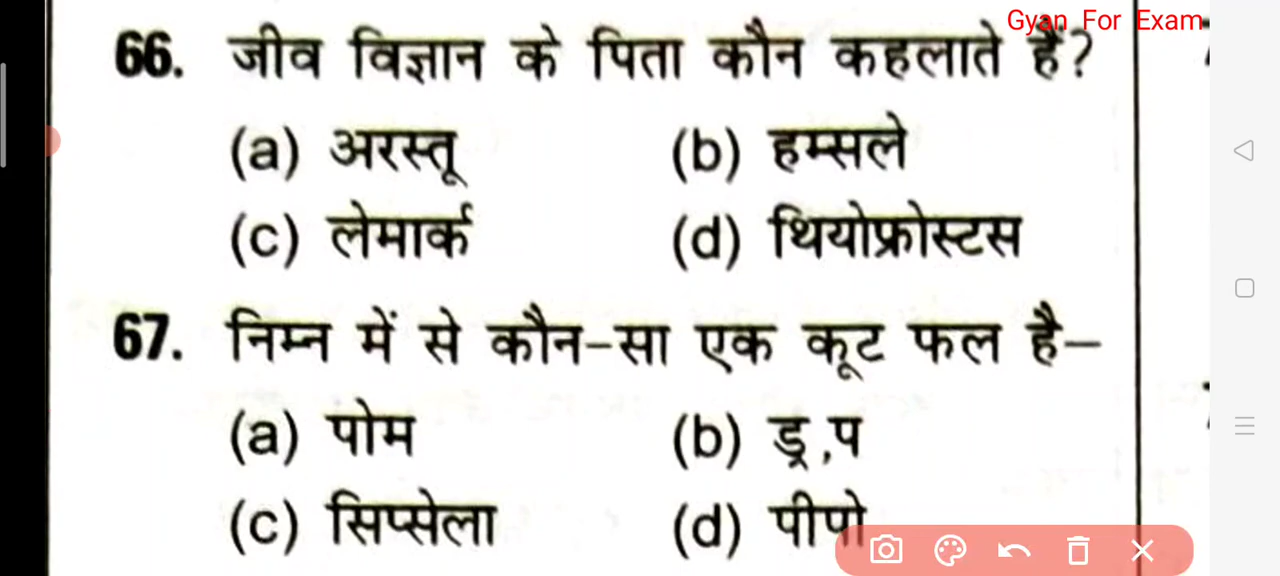 Gyan For Exam
66. जीव विज्ञान के पिता कौन कहलाते हैं?
(a) अरस्तू (b) हम्सले
(c) लेमार्क (d) थियोफ्रोस्टस
67. निम्न में से कौन-सा एक कूट फल है–
(a) पोम (b) ड्र,प
(c) सिप्सेला (d) पीपो